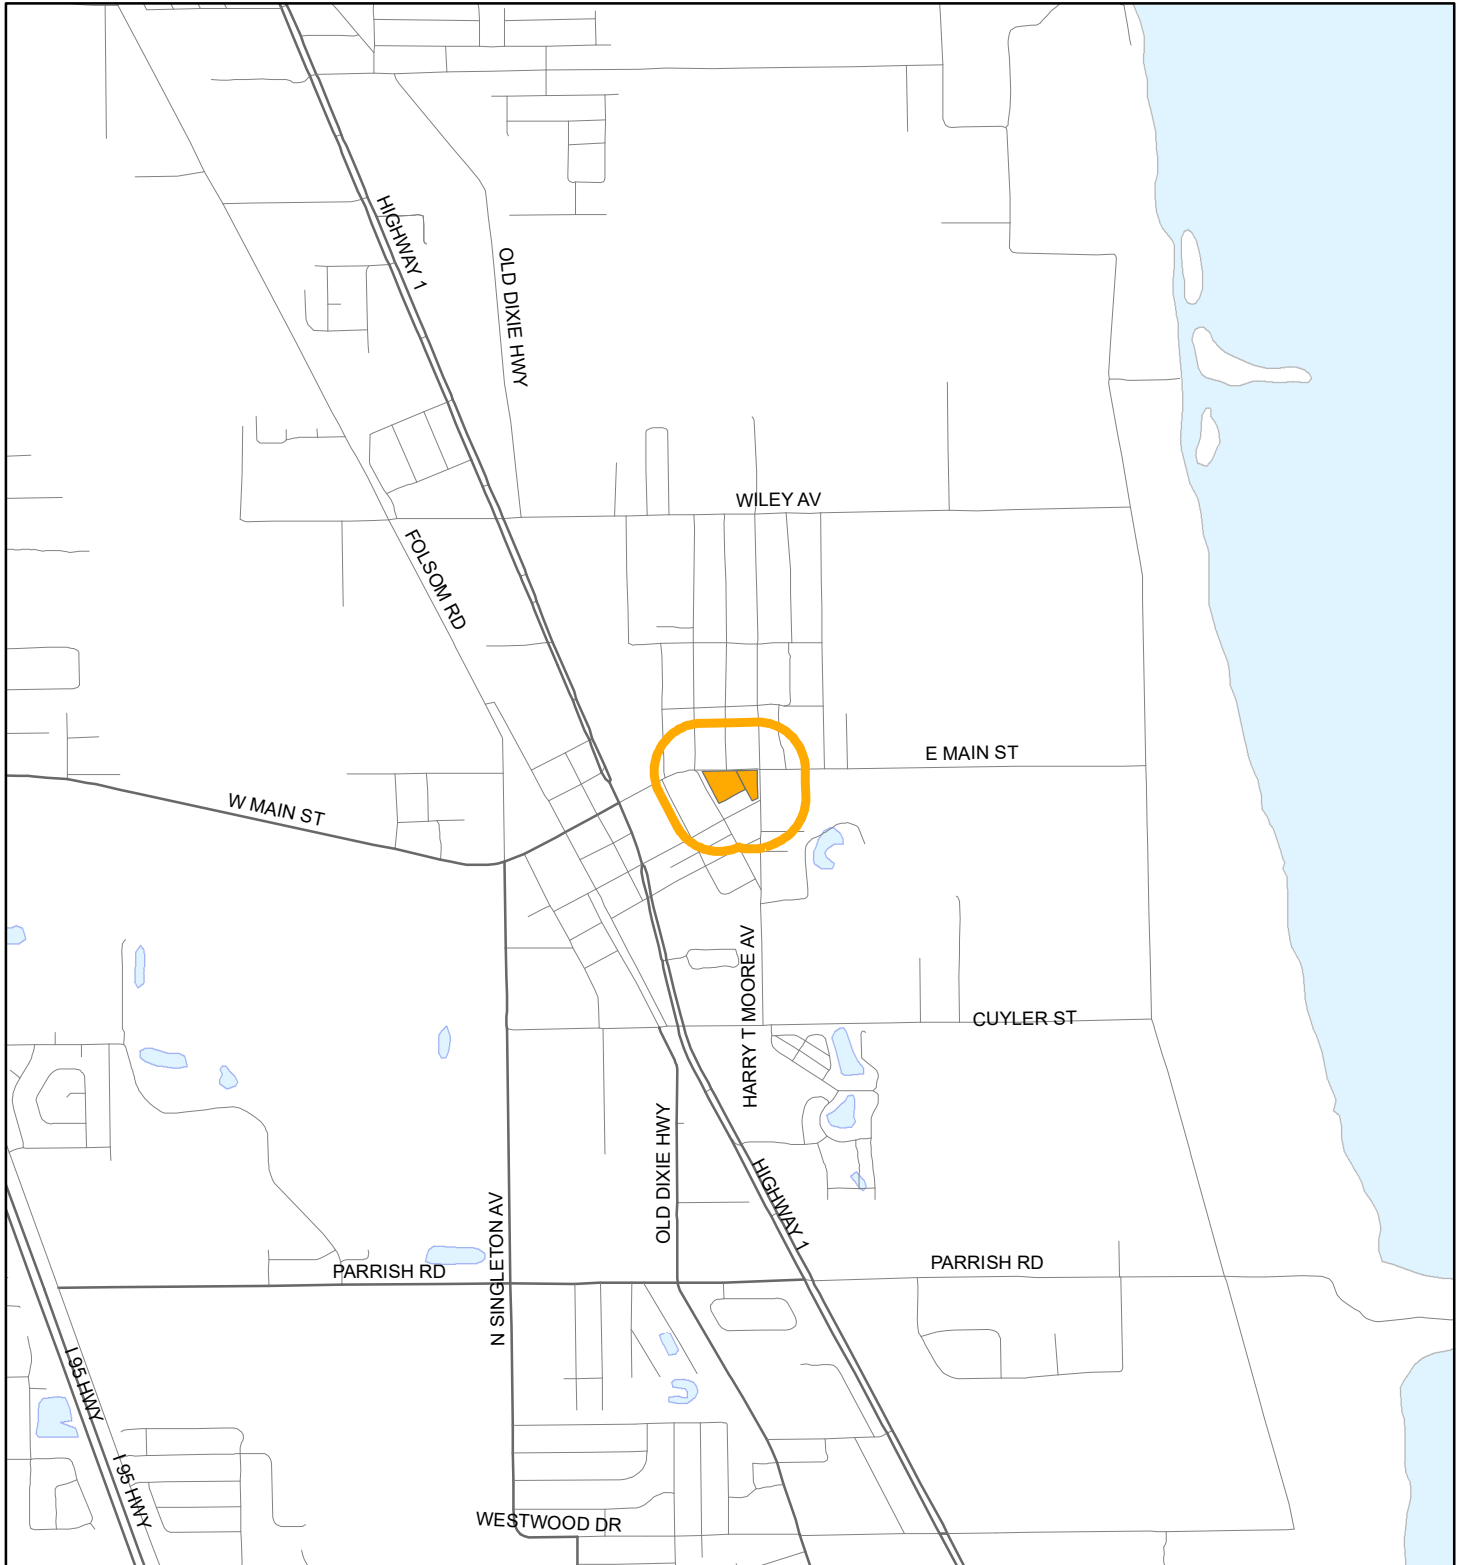 HIGHWAY 1
OLD DIXIE HWY
WILEY AV
FOLSOM RD
E MAIN ST
W MAIN ST
HARRY T MOORE AV
CUYLER ST
OLD DIXIE HWY
HIGHWAY 1
N SINGLETON AV
PARRISH RD
PARRISH RD
I 95 HWY
I 95 HWY
WESTWOOD DR